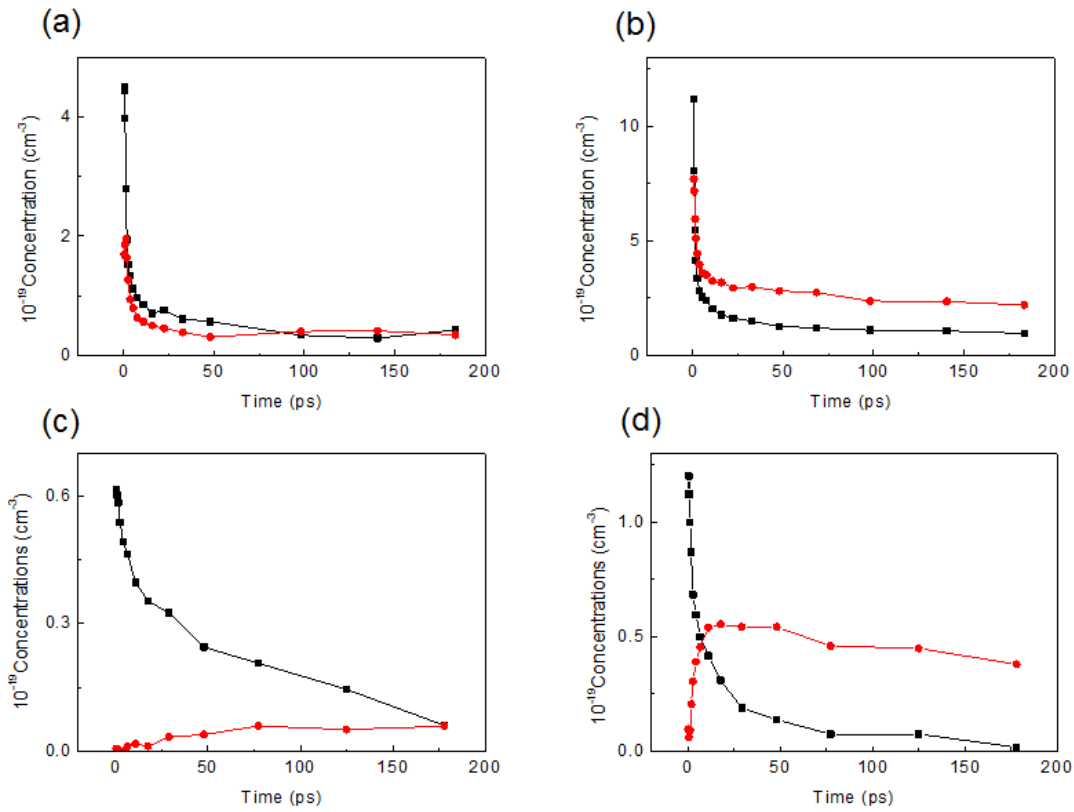 (a)
10⁻¹⁹Concentration (cm⁻³)
4
2
0
0 50 100 150 200
Time (ps)
(b)
10⁻¹⁹Concentration (cm⁻³)
10
5
0
0 50 100 150 200
Time (ps)
(c)
10⁻¹⁹Concentrations (cm⁻³)
0.6
0.3
0.0
0 50 100 150 200
Time (ps)
(d)
10⁻¹⁹Concentrations (cm⁻³)
1.0
0.5
0.0
0 50 100 150 200
Time (ps)